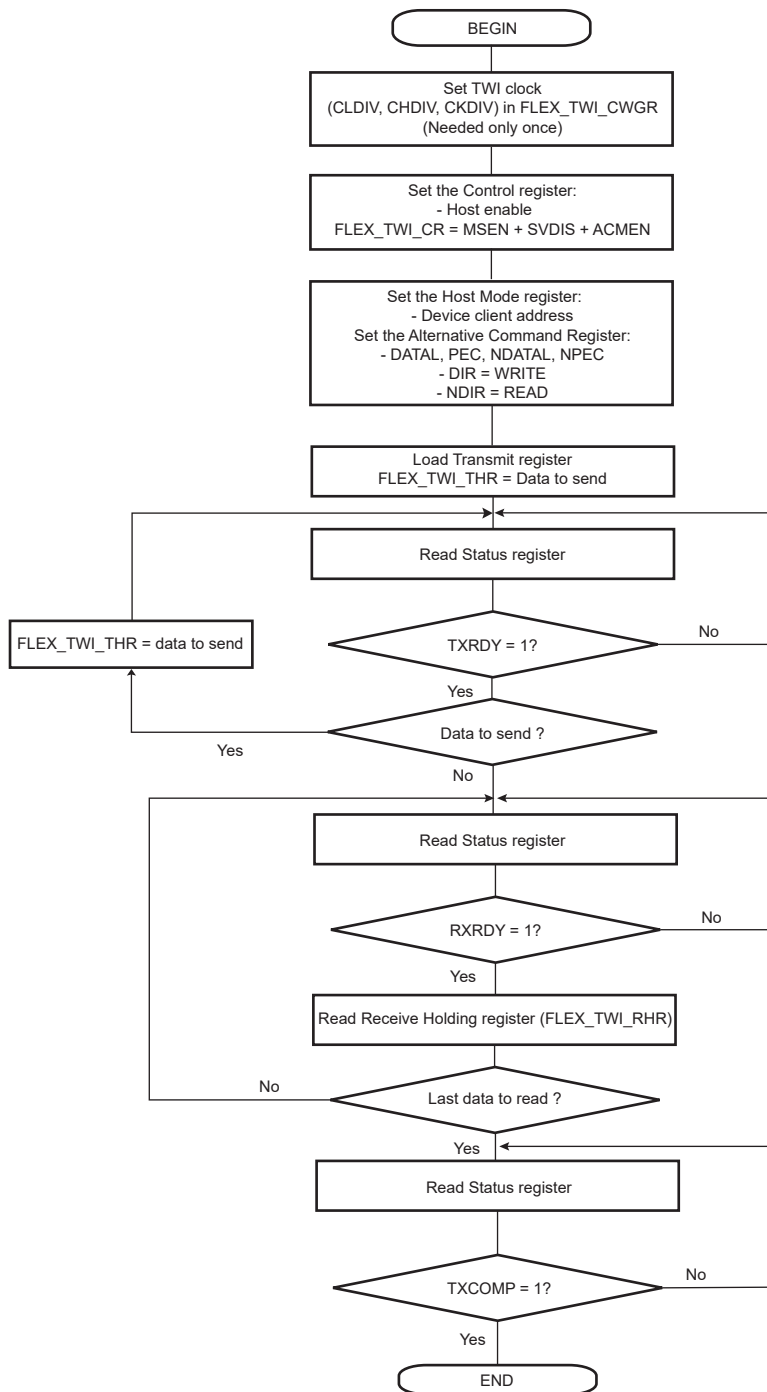 BEGIN
Set TWI clock
(CLDIV, CHDIV, CKDIV) in FLEX_TWI_CWGR
(Needed only once)
Set the Control register:
- Host enable
FLEX_TWI_CR = MSEN + SVDIS + ACMEN
Set the Host Mode register:
- Device client address
Set the Alternative Command Register:
- DATAL, PEC, NDATAL, NPEC
- DIR = WRITE
- NDIR = READ
Load Transmit register
FLEX_TWI_THR = Data to send
Read Status register
FLEX_TWI_THR = data to send
TXRDY = 1?
No
Yes
Data to send ?
Yes
No
Read Status register
RXRDY = 1?
No
Yes
Read Receive Holding register (FLEX_TWI_RHR)
No
Last data to read ?
Yes
Read Status register
TXCOMP = 1?
No
Yes
END